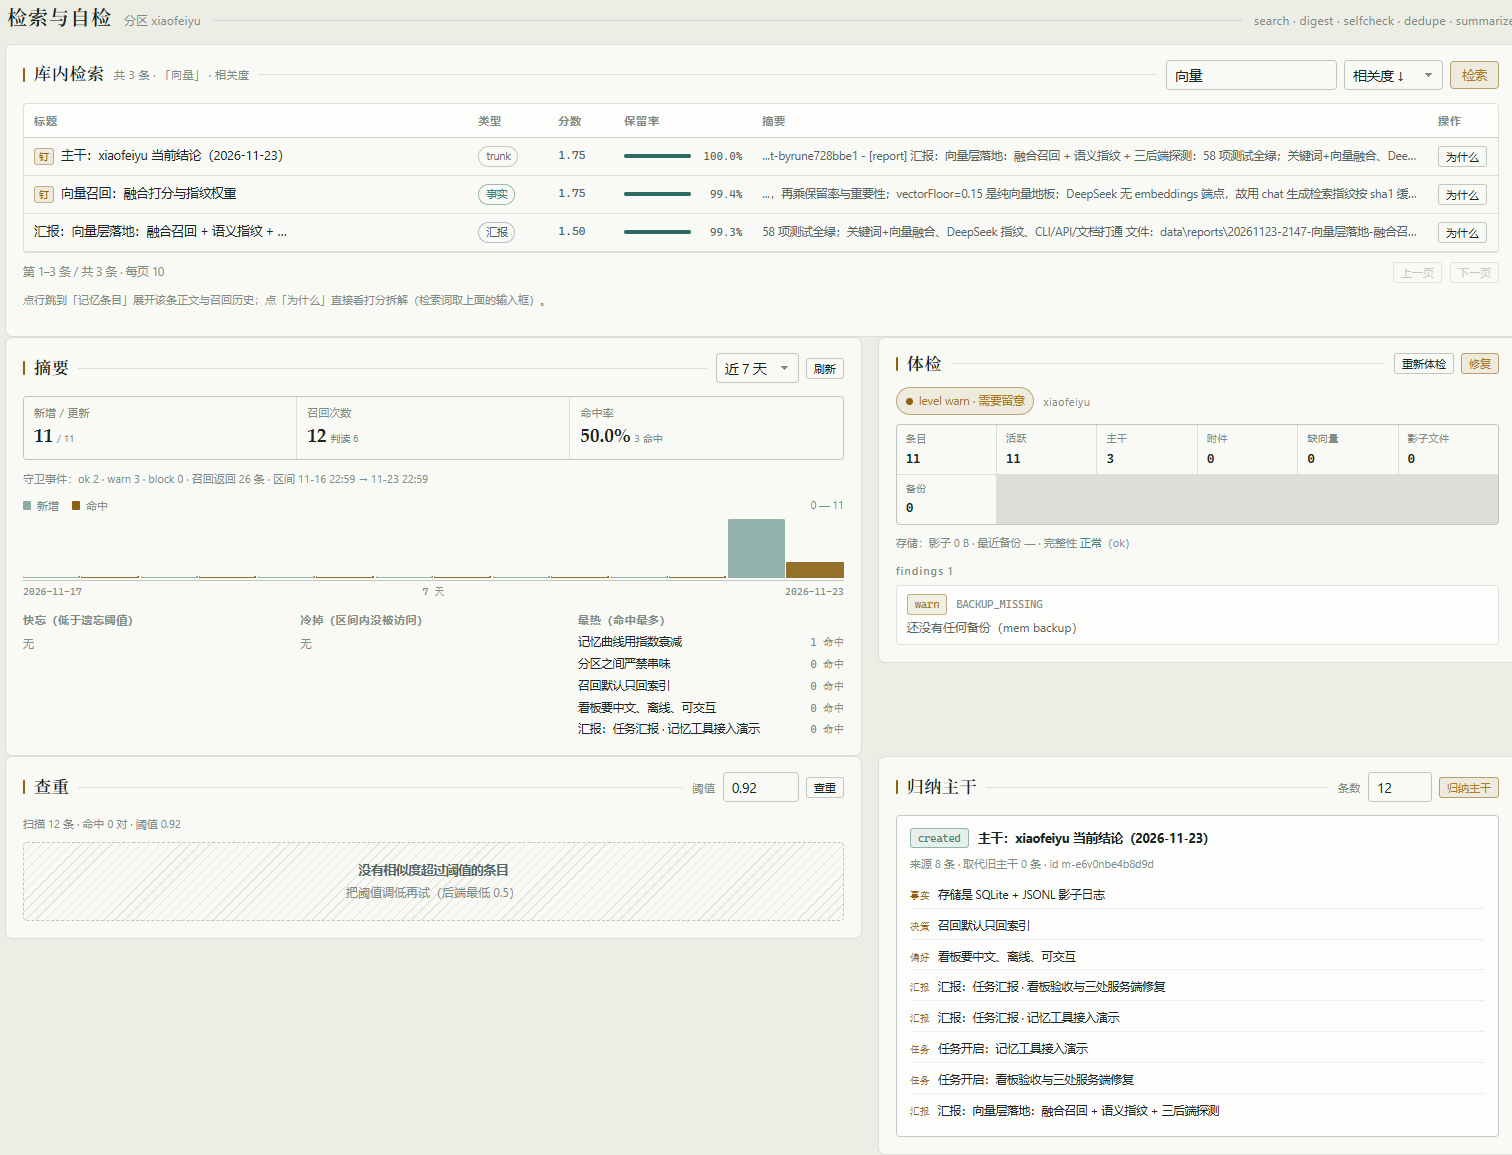 检索与自检 分区 xiaofeiyu search · digest · selfcheck · dedupe · summarize
库内检索 共 3 条 · 「向量」 · 相关度 向量 相关度 ↓ 检索
标题 类型 分数 保留率 摘要 操作
钉 主干：xiaofeiyu 当前结论（2026-11-23） trunk 1.75 100.0% …t-byrune728bbe1 - [report] 汇报：向量层落地：融合召回 + 语义指纹 + 三后端探测：58 项测试全绿；关键词+向量融合、Dee… 为什么
钉 向量召回：融合打分与指纹权重 事实 1.75 99.4% …，再乘保留率与重要性；vectorFloor=0.15 是纯向量地板；DeepSeek 无 embeddings 端点，故用 chat 生成检索指纹按 sha1 缓… 为什么
汇报：向量层落地：融合召回 + 语义指纹 + … 汇报 1.50 99.3% 58 项测试全绿；关键词+向量融合、DeepSeek 指纹、CLI/API/文档打通 文件：data\reports\20261123-2147-向量层落地-融合召… 为什么
第 1–3 条 / 共 3 条 · 每页 10 上一页 下一页
点行跳到「记忆条目」展开该条正文与召回历史；点「为什么」直接看打分拆解（检索词取上面的输入框）。
摘要 近 7 天 刷新
新增 / 更新 召回次数 命中率
11 / 11 12 判读 6 50.0% 3 命中
守卫事件：ok 2 · warn 3 · block 0 · 召回返回 26 条 · 区间 11-16 22:59 → 11-23 22:59
新增 命中 0 — 11
2026-11-17 7 天 2026-11-23
快忘（低于遗忘阈值） 冷掉（区间内没被访问） 最热（命中最多）
无 无 记忆曲线用指数衰减 1 命中
分区之间严禁串味 0 命中
召回默认只回索引 0 命中
看板要中文、离线、可交互 0 命中
汇报：任务汇报 · 记忆工具接入演示 0 命中
体检 重新体检 修复
level warn · 需要留意 xiaofeiyu
条目 活跃 主干 附件 缺向量 影子文件
11 11 3 0 0 0
备份
0
存储：影子 0 B · 最近备份 — · 完整性 正常（ok）
findings 1
warn BACKUP_MISSING
还没有任何备份（mem backup）
查重 阈值 0.92 查重
扫描 12 条 · 命中 0 对 · 阈值 0.92
没有相似度超过阈值的条目
把阈值调低再试（后端最低 0.5）
归纳主干 条数 12 归纳主干
created 主干：xiaofeiyu 当前结论（2026-11-23）
来源 8 条 · 取代旧主干 0 条 · id m-e6v0nbe4b8d9d
事实 存储是 SQLite + JSONL 影子日志
决策 召回默认只回索引
偏好 看板要中文、离线、可交互
汇报 汇报：任务汇报 · 看板验收与三处服务端修复
汇报 汇报：任务汇报 · 记忆工具接入演示
任务 任务开启：记忆工具接入演示
任务 任务开启：看板验收与三处服务端修复
汇报 汇报：向量层落地：融合召回 + 语义指纹 + 三后端探测